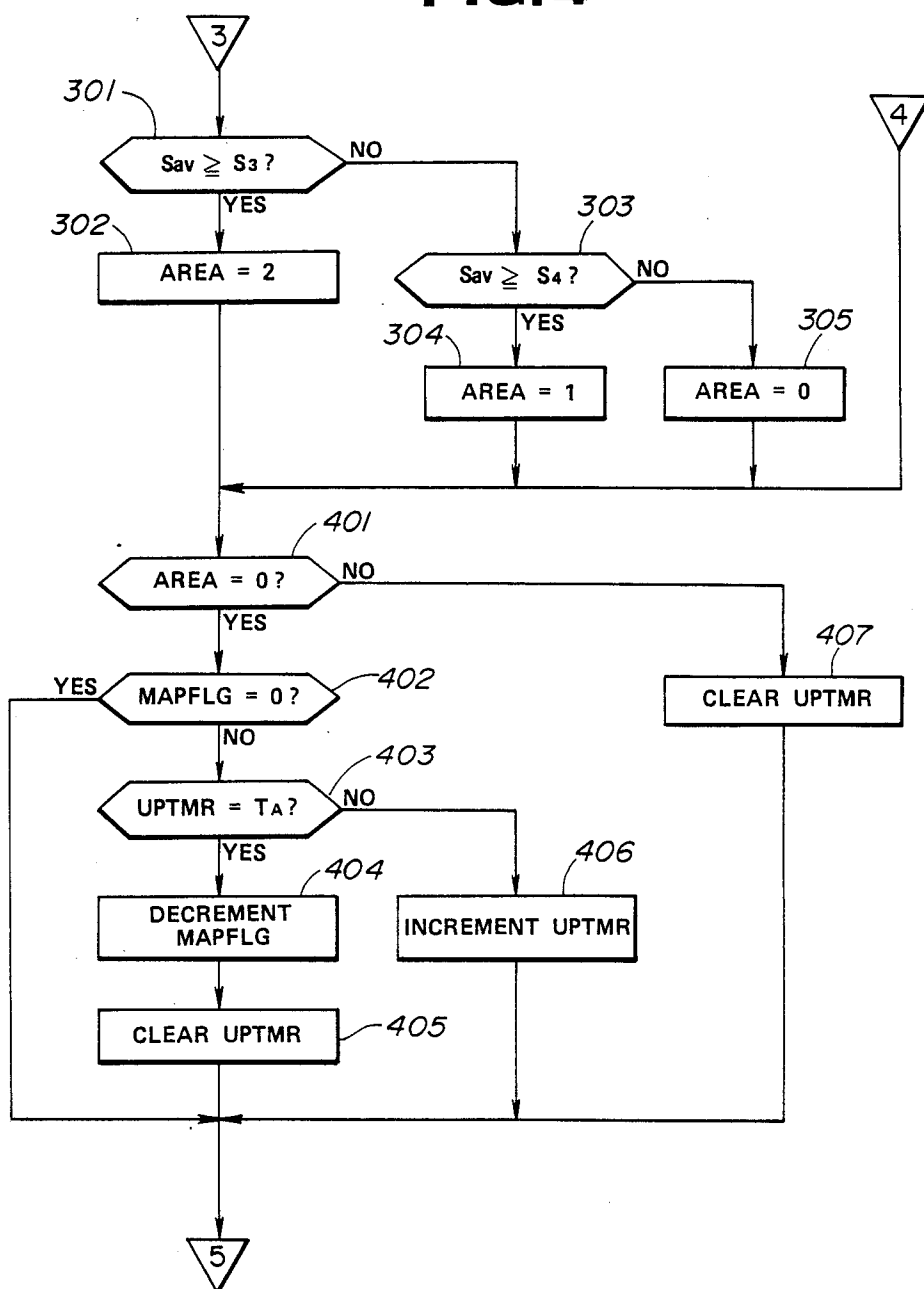 3
301
4
Sav ≧ S3?
NO
YES
302
303
AREA = 2
Sav ≧ S4?
NO
YES
304
305
AREA = 1
AREA = 0
401
AREA = 0?
NO
YES
407
YES
MAPFLG = 0?
402
CLEAR UPTMR
NO
403
UPTMR = TA?
NO
YES
404
406
DECREMENT
MAPFLG
INCREMENT UPTMR
CLEAR UPTMR
405
5